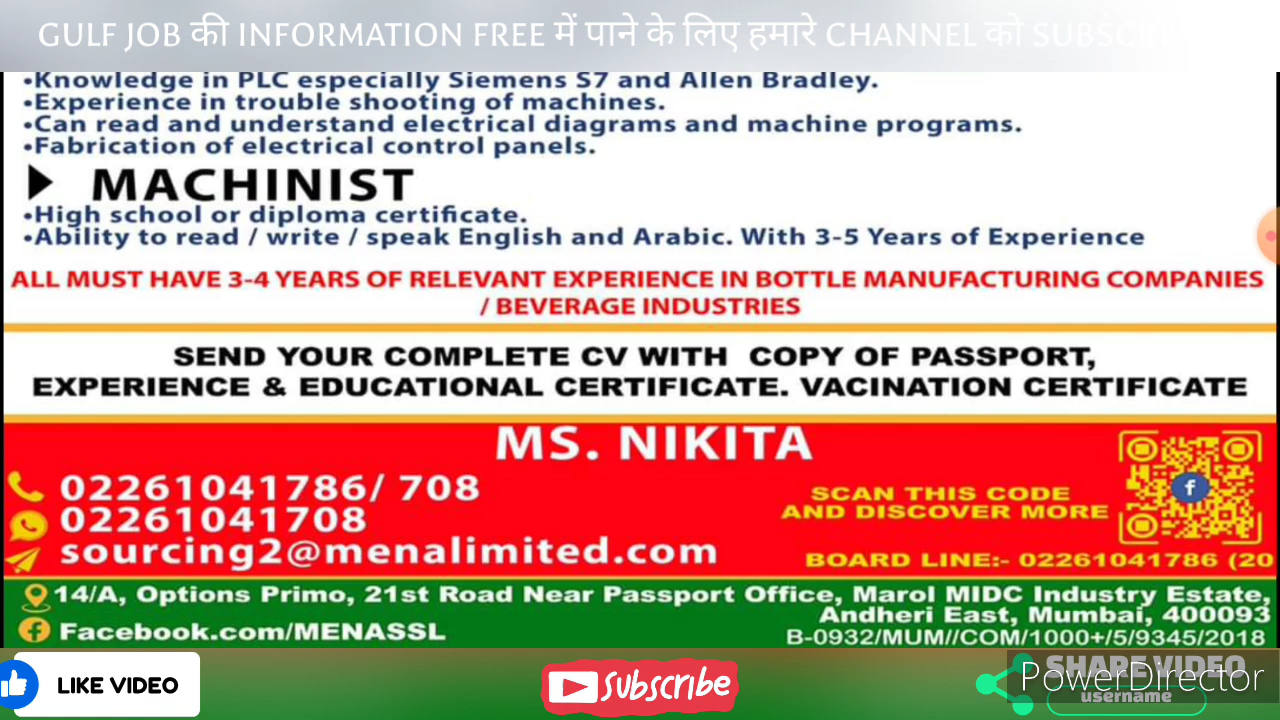 GULF JOB की INFORMATION FREE में पाने के लिए हमारे CHANNEL को SUBSCRI
•Knowledge in PLC especially Siemens S7 and Allen Bradley.
•Experience in trouble shooting of machines.
•Can read and understand electrical diagrams and machine programs.
•Fabrication of electrical control panels.
MACHINIST
•High school or diploma certificate.
•Ability to read / write / speak English and Arabic. With 3-5 Years of Experience
ALL MUST HAVE 3-4 YEARS OF RELEVANT EXPERIENCE IN BOTTLE MANUFACTURING COMPANIES
/ BEVERAGE INDUSTRIES
SEND YOUR COMPLETE CV WITH COPY OF PASSPORT,
EXPERIENCE & EDUCATIONAL CERTIFICATE. VACINATION CERTIFICATE
MS. NIKITA
02261041786/ 708
02261041708
sourcing2@menalimited.com
SCAN THIS CODE
AND DISCOVER MORE
BOARD LINE:- 02261041786 (20
14/A, Options Primo, 21st Road Near Passport Office, Marol MIDC Industry Estate,
Andheri East, Mumbai, 400093
Facebook.com/MENASSL
B-0932/MUM//COM/1000+/5/9345/2018
LIKE VIDEO
Subscribe
SHARE VIDEO
PowerDirector
username